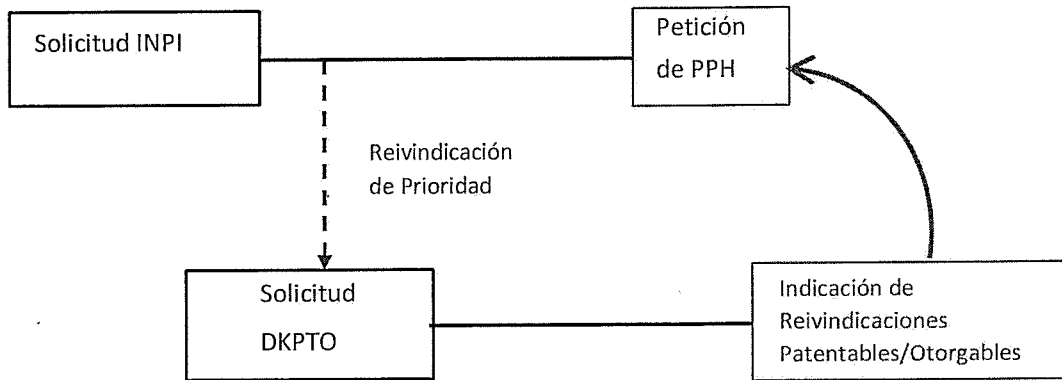 Solicitud INPI
Petición
de PPH
Reivindicación
de Prioridad
Solicitud
DKPTO
Indicación de
Reivindicaciones
Patentables/Otorgables